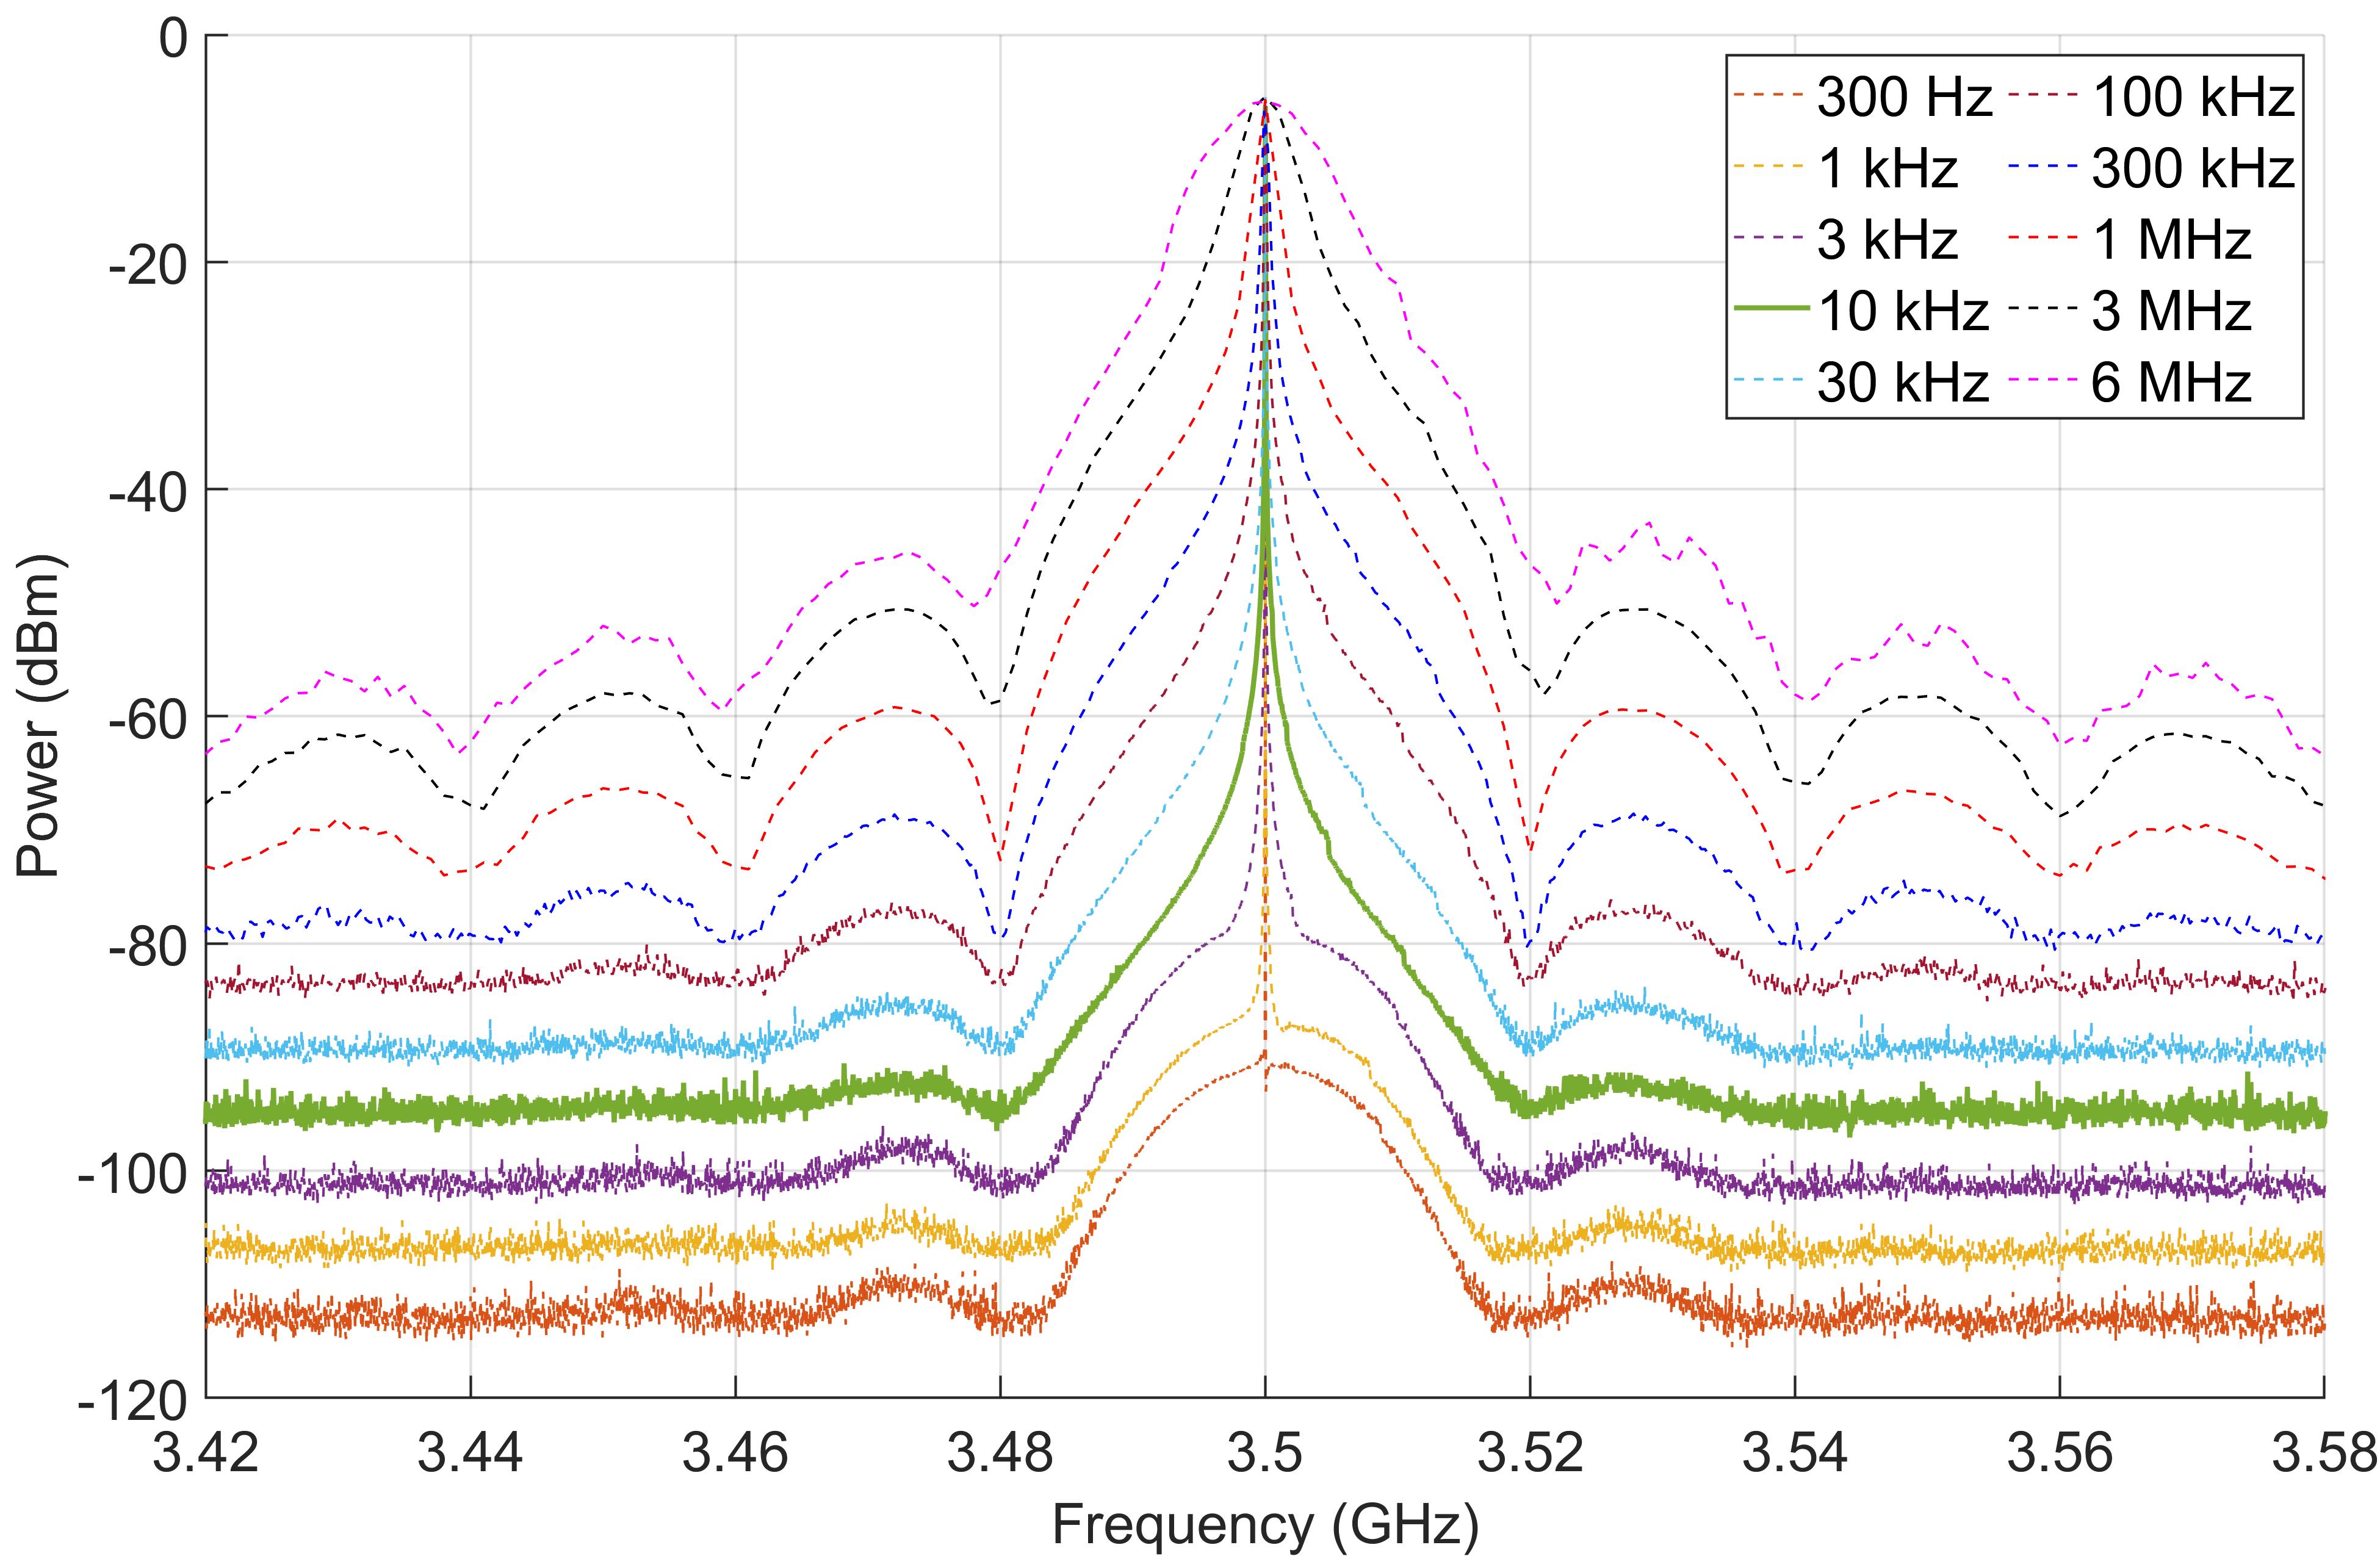 0
-20
-40
-60
-80
-100
-120
Power (dBm)
3.42 3.44 3.46 3.48 3.5 3.52 3.54 3.56 3.58
Frequency (GHz)
300 Hz 100 kHz
1 kHz 300 kHz
3 kHz 1 MHz
10 kHz 3 MHz
30 kHz 6 MHz